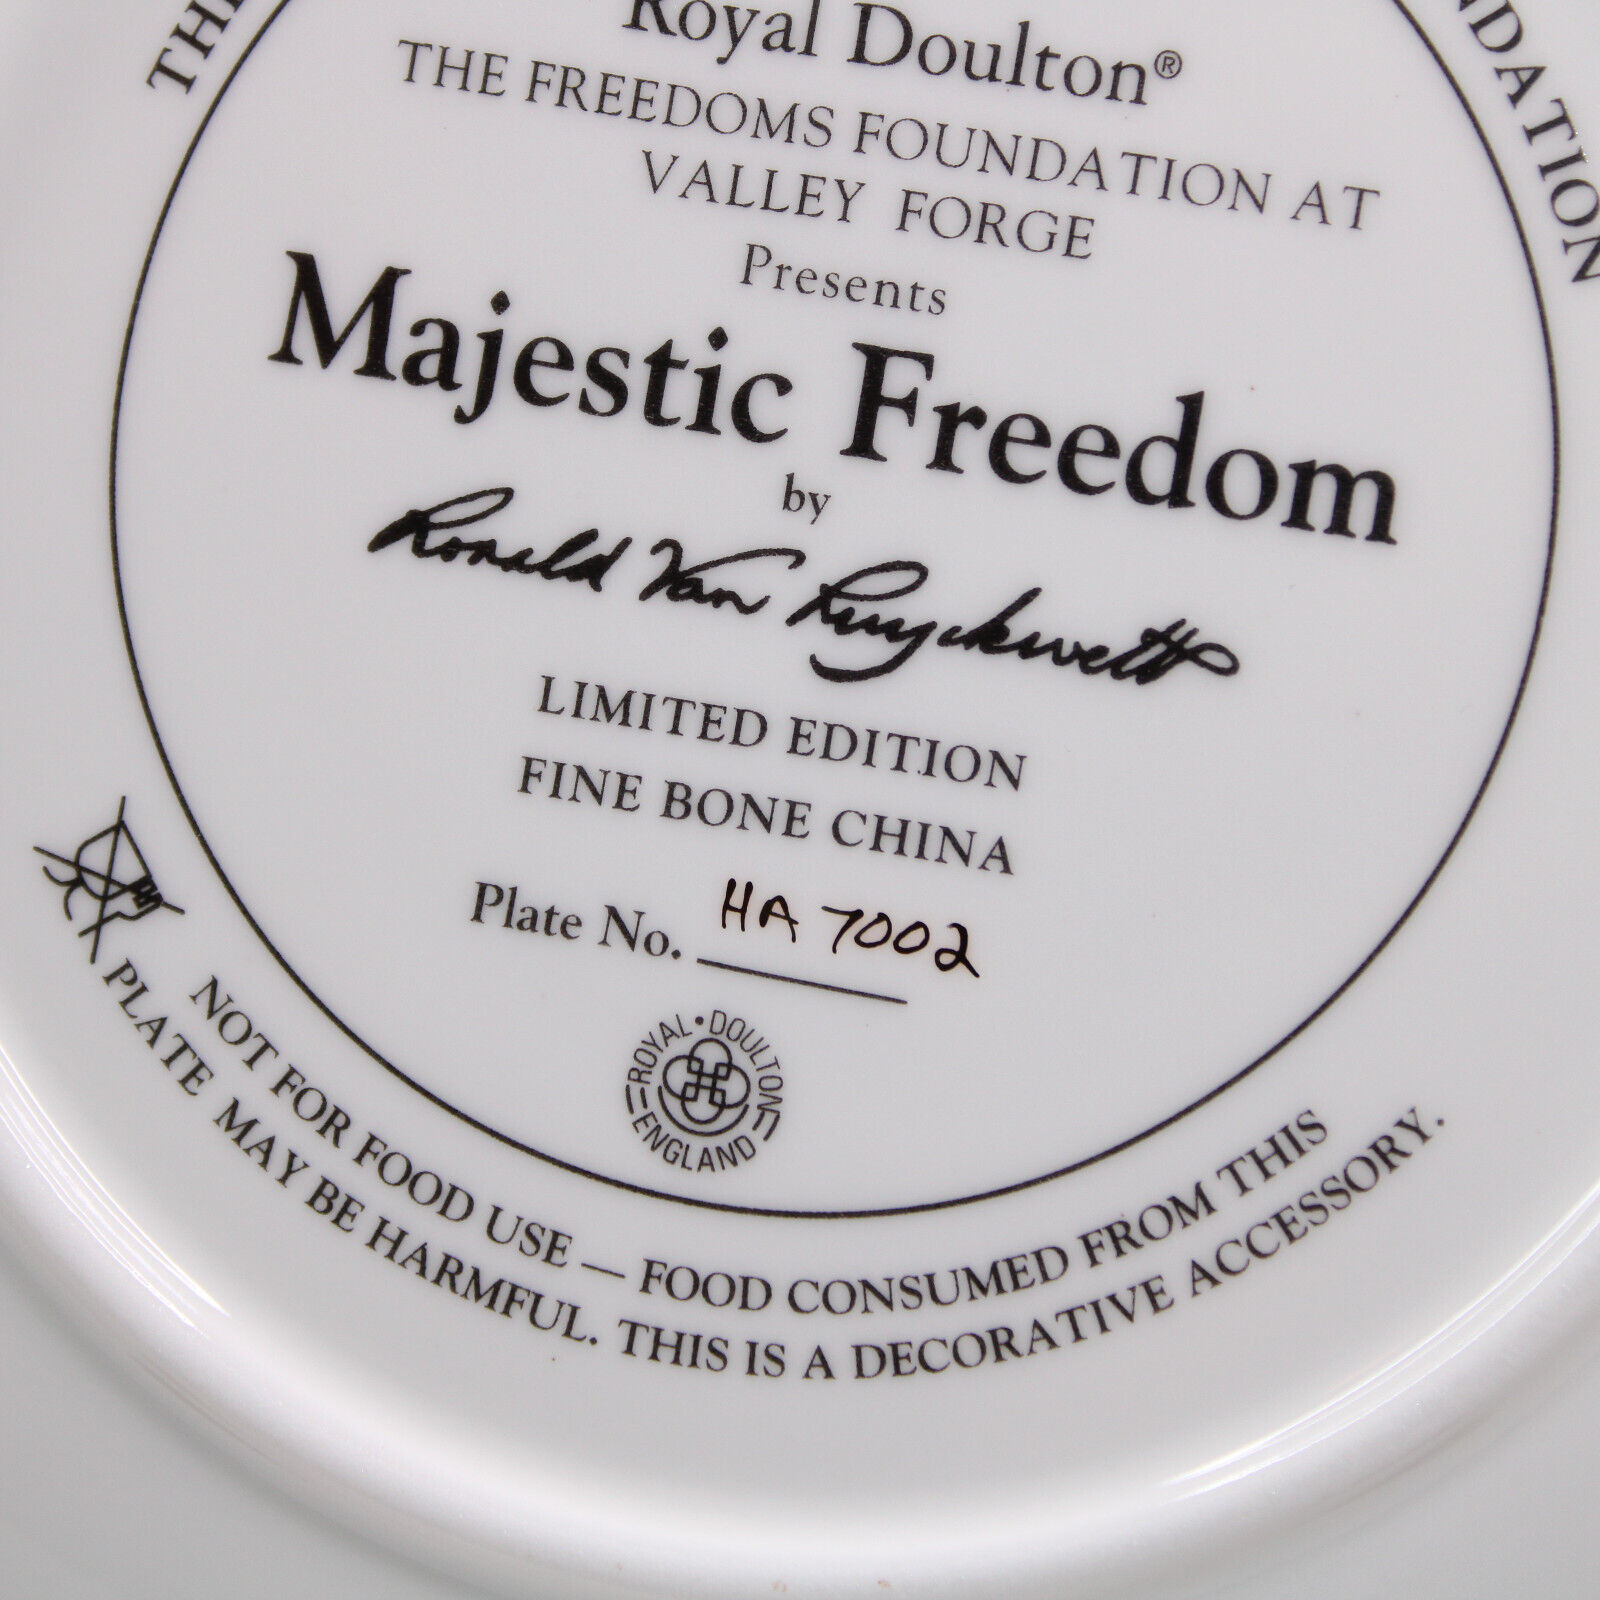 Royal Doulton®
THE FREEDOMS FOUNDATION AT
VALLEY FORGE
Presents
Majestic Freedom
by
Ronald Van Ruyckevelt
LIMITED EDITION
FINE BONE CHINA
Plate No. HA 7002
ROYAL • DOULTON
ENGLAND
NOT FOR FOOD USE — FOOD CONSUMED FROM THIS
PLATE MAY BE HARMFUL. THIS IS A DECORATIVE ACCESSORY.